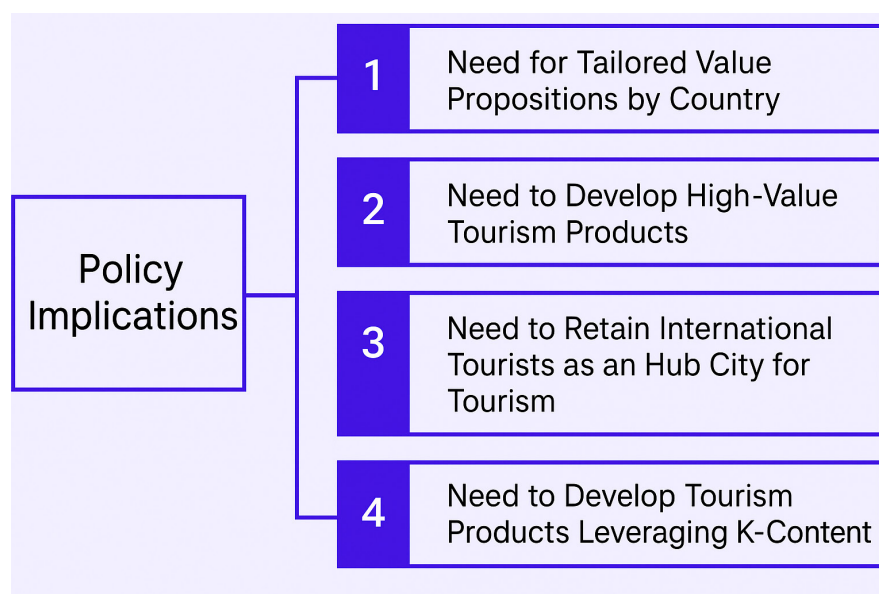 Policy
Implications
1
Need for Tailored Value
Propositions by Country
2
Need to Develop High-Value
Tourism Products
3
Need to Retain International
Tourists as an Hub City for
Tourism
4
Need to Develop Tourism
Products Leveraging K-Content